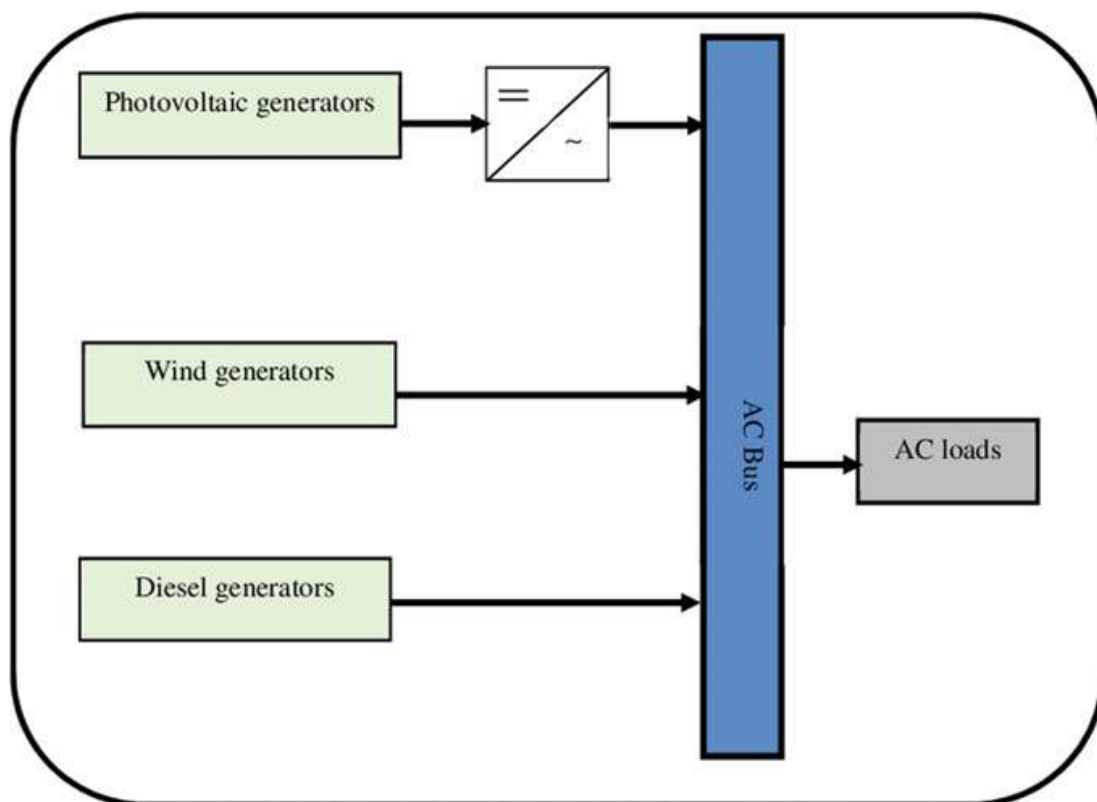 Photovoltaic generators
=
~
Wind generators
AC Bus
AC loads
Diesel generators